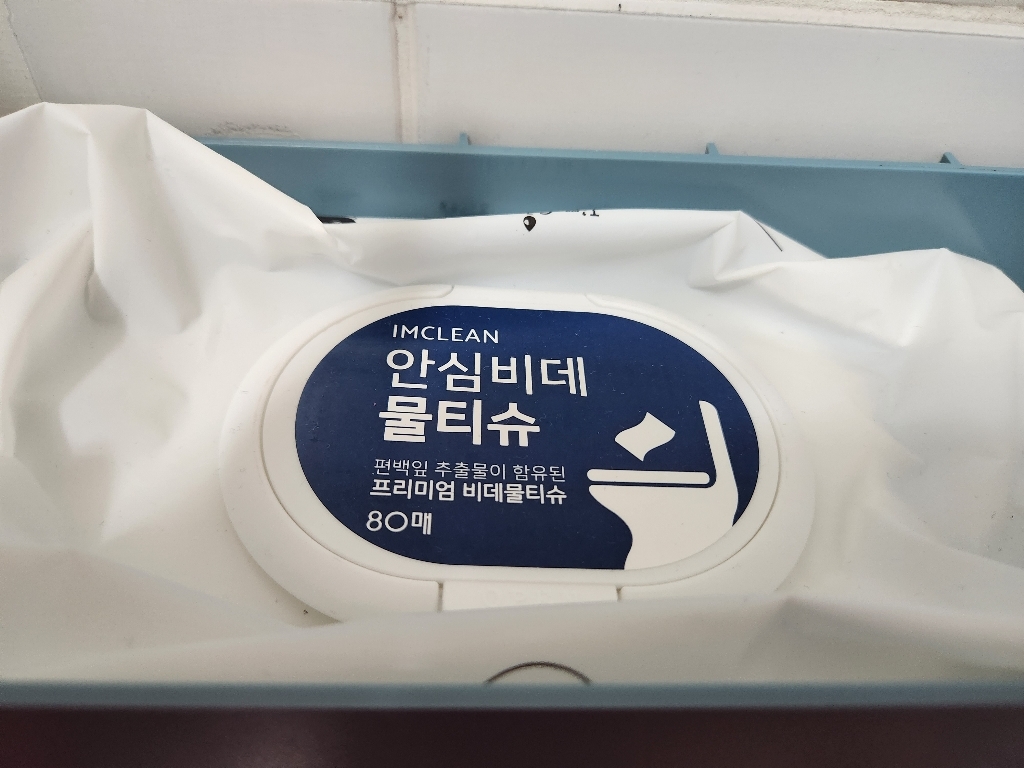 IMCLEAN
안심비데
물티슈
편백잎 추출물이 함유된
프리미엄 비데물티슈
80매